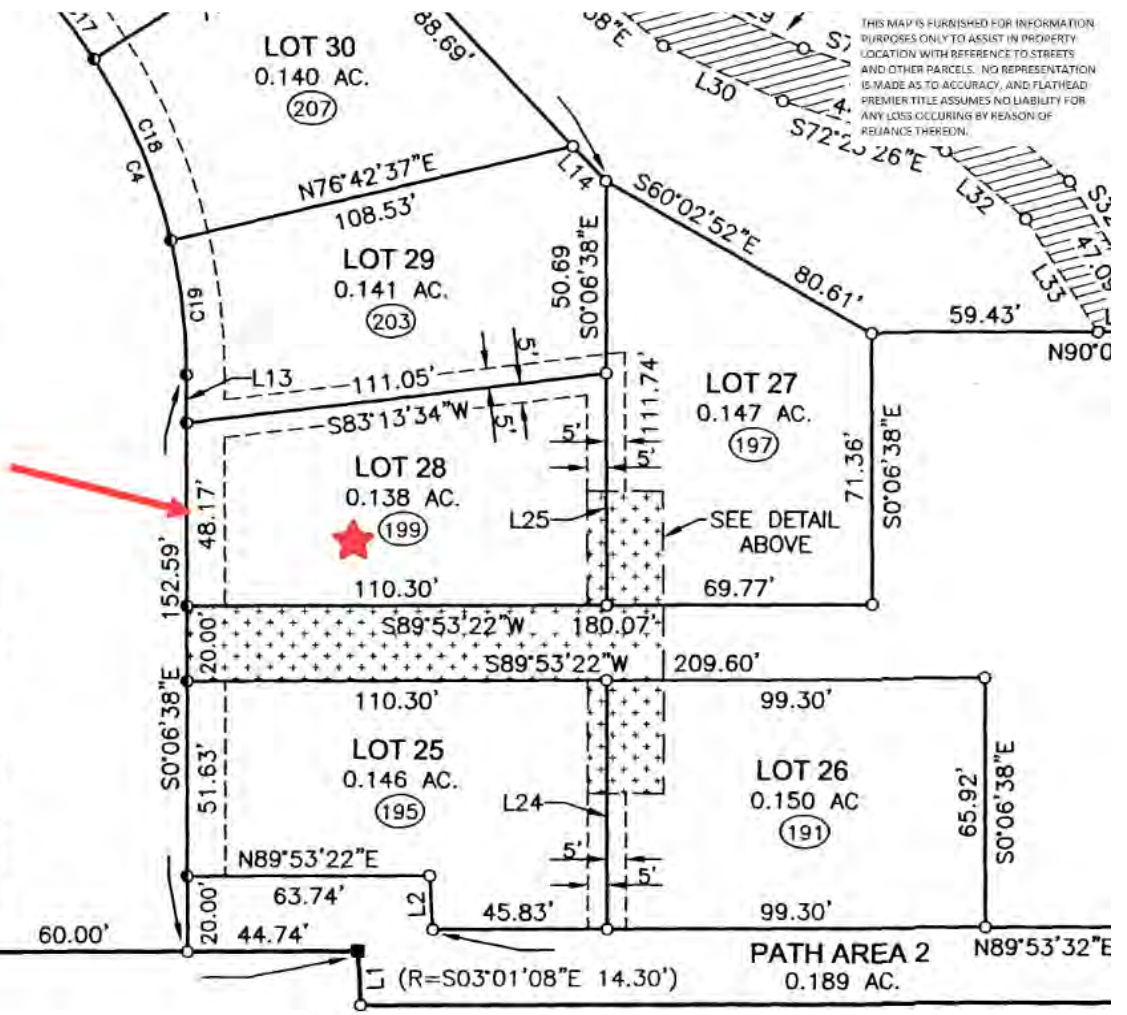 THIS MAP IS FURNISHED FOR INFORMATION
PURPOSES ONLY TO ASSIST IN PROPERTY
LOCATION WITH REFERENCE TO STREETS
AND OTHER PARCELS. NO REPRESENTATION
IS MADE AS TO ACCURACY, AND FLATHEAD
PREMIER TITLE ASSUMES NO LIABILITY FOR
ANY LOSS OCCURING BY REASON OF
RELIANCE THEREON.
LOT 30
0.140 AC.
207
88.69'
C18
C4
L30
L32
L33
47.09
N76°42'37"E
108.53'
L14
S60°02'52"E
80.61'
59.43'
LOT 29
0.141 AC.
203
50.69
S0°06'38"E
C19
L13
111.05'
S83°13'34"W
5'
5'
111.74'
LOT 27
0.147 AC.
197
5'
5'
71.36'
S0°06'38"E
LOT 28
0.138 AC.
199
48.17'
152.59'
L25
SEE DETAIL
ABOVE
110.30'
69.77'
20.00'
S89°53'22"W
180.07'
S89°53'22"W
209.60'
110.30'
99.30'
S0°06'38"E
51.63'
LOT 25
0.146 AC.
195
L24
LOT 26
0.150 AC
191
65.92'
S0°06'38"E
5'
5'
N89°53'22"E
63.74'
L2
45.83'
99.30'
60.00'
20.00'
44.74'
PATH AREA 2
0.189 AC.
N89°53'32"E
L1
(R=S03°01'08"E 14.30')